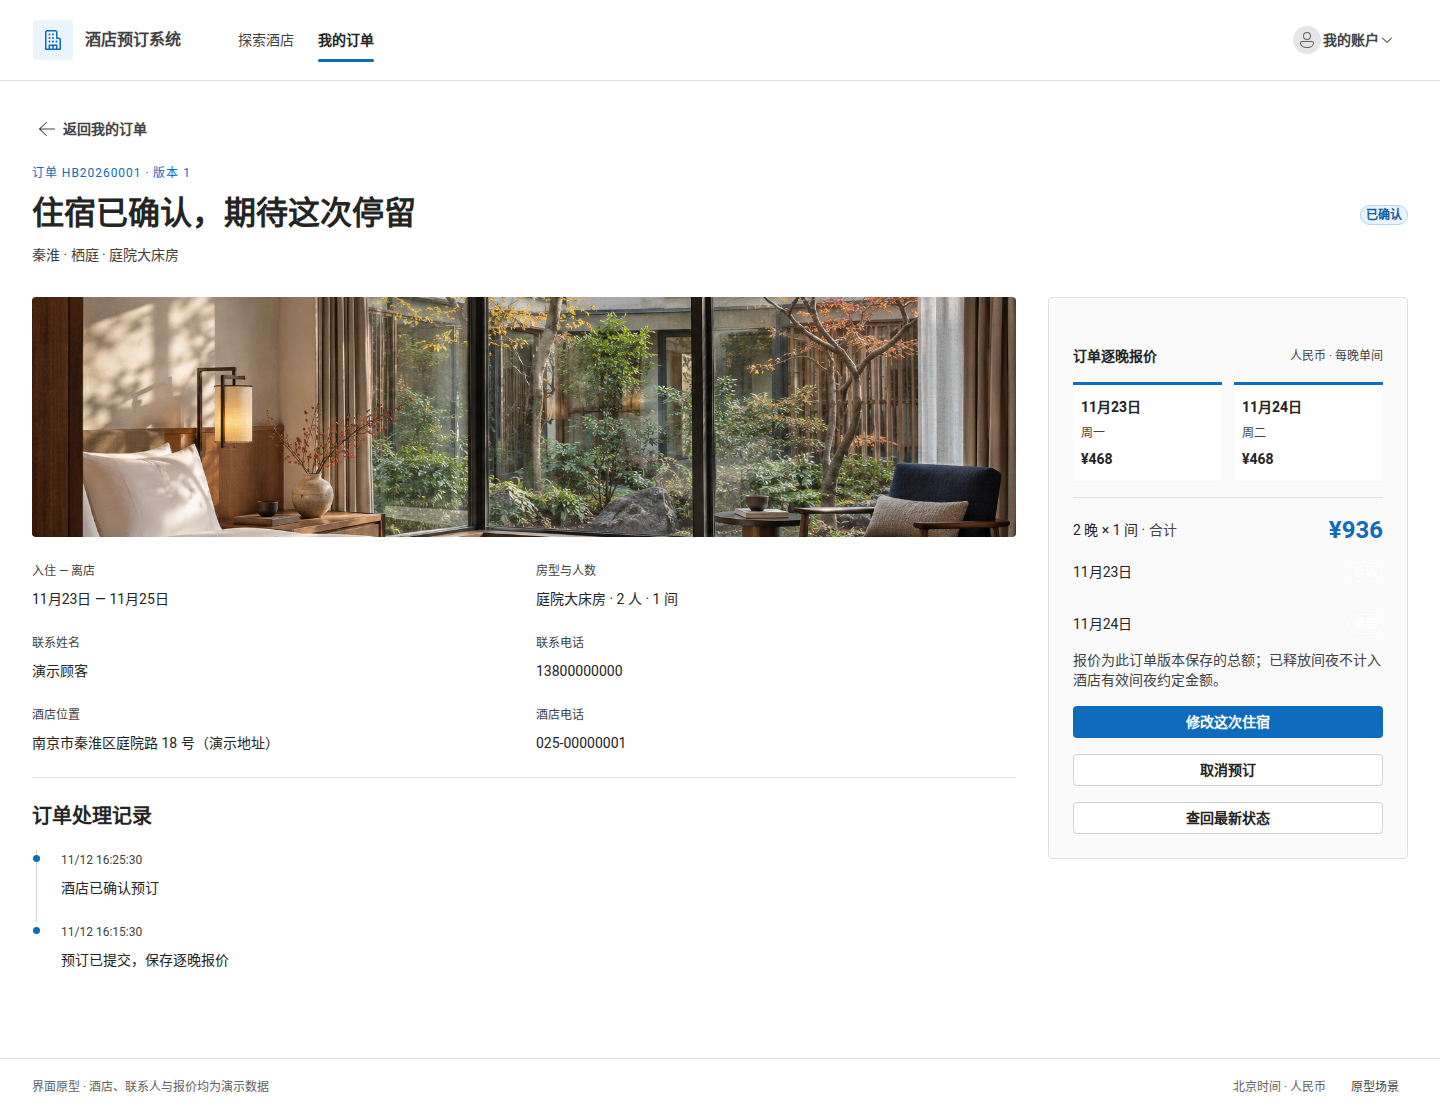 酒店预订系统
探索酒店
我的订单
我的账户
返回我的订单
订单 HB20260001 · 版本 1
住宿已确认，期待这次停留
已确认
秦淮 · 栖庭 · 庭院大床房
入住 — 离店
11月23日 — 11月25日
房型与人数
庭院大床房 · 2 人 · 1 间
联系姓名
演示顾客
联系电话
13800000000
酒店位置
南京市秦淮区庭院路 18 号（演示地址）
酒店电话
025-00000001
订单处理记录
11/12 16:25:30
酒店已确认预订
11/12 16:15:30
预订已提交，保存逐晚报价
订单逐晚报价
人民币 · 每晚单间
11月23日
周一
¥468
11月24日
周二
¥468
2 晚 × 1 间 · 合计
¥936
11月23日
11月24日
报价为此订单版本保存的总额；已释放间夜不计入
酒店有效间夜约定金额。
修改这次住宿
取消预订
查回最新状态
界面原型 · 酒店、联系人与报价均为演示数据
北京时间 · 人民币
原型场景